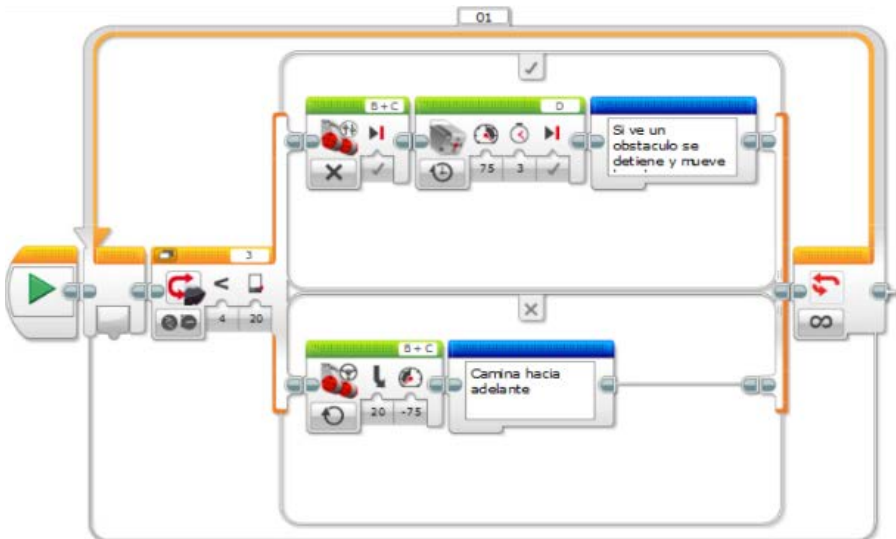 01
B + C
D
75
3
Si ve un
obstaculo se
detiene y mueve
3
<
4
20
B + C
20
-75
Camina hacia
adelante
∞